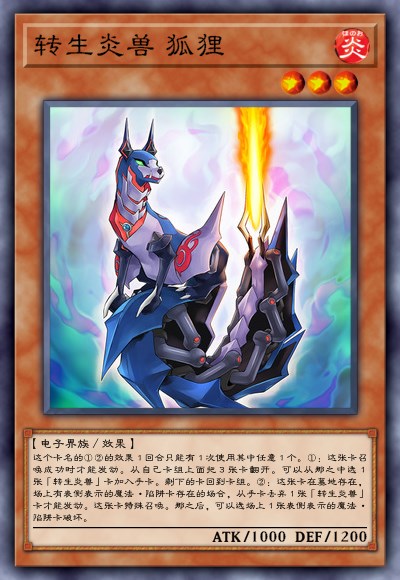 转生炎兽 狐狸
ほのお
炎
【电子界族／效果】
这个卡名的①②的效果1回合只能有1次使用其中任意1个。①：这张卡召
唤成功时才能发动。从自己卡组上面把3张卡翻开。可以从那之中选1
张「转生炎兽」卡加入手卡。剩下的卡回到卡组。②：这张卡在墓地存在，
场上有表侧表示的魔法·陷阱卡存在的场合，从手卡丢弃1张「转生炎兽」
卡才能发动。这张卡特殊召唤。那之后，可以选场上1张表侧表示的魔法·
陷阱卡破坏。
ATK/1000 DEF/1200